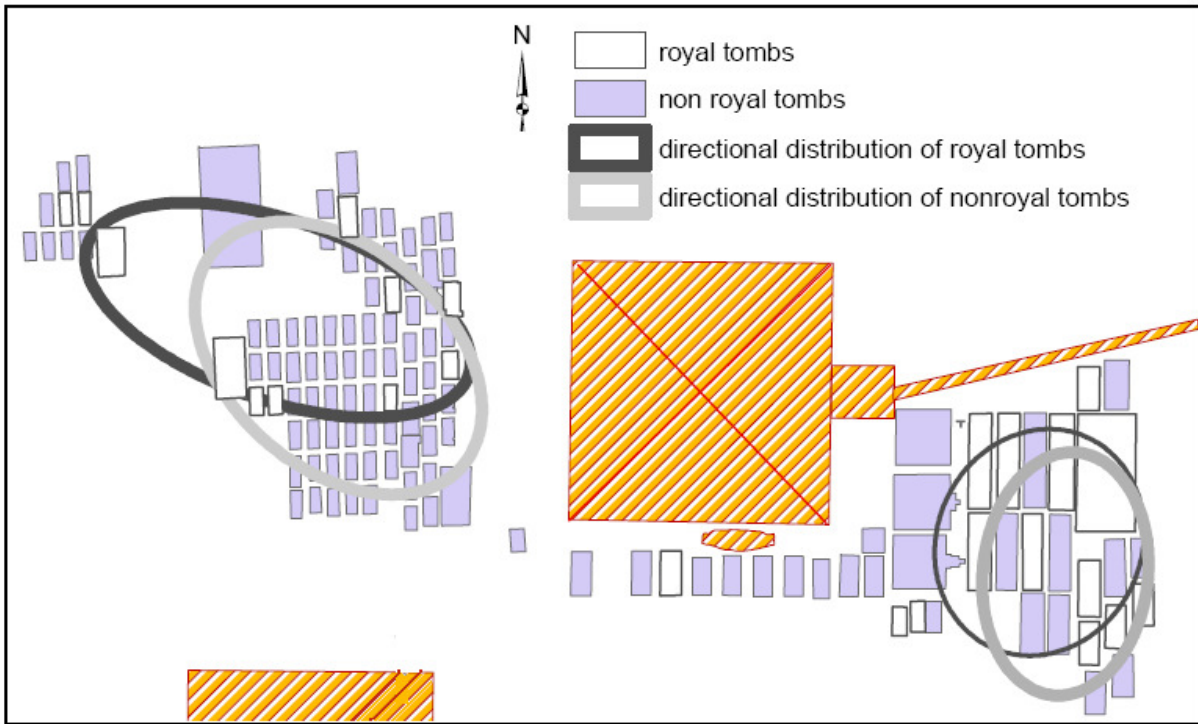 N
royal tombs
non royal tombs
directional distribution of royal tombs
directional distribution of nonroyal tombs